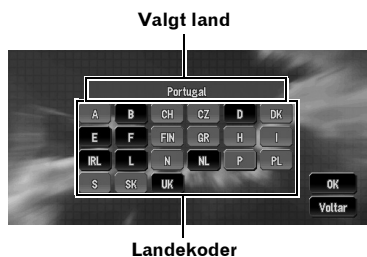 Valgt land
Portugal
A B CH CZ D DK
E F FIN GR H I
IRL L N NL P PL
S SK UK
OK
Voltar
Landekoder